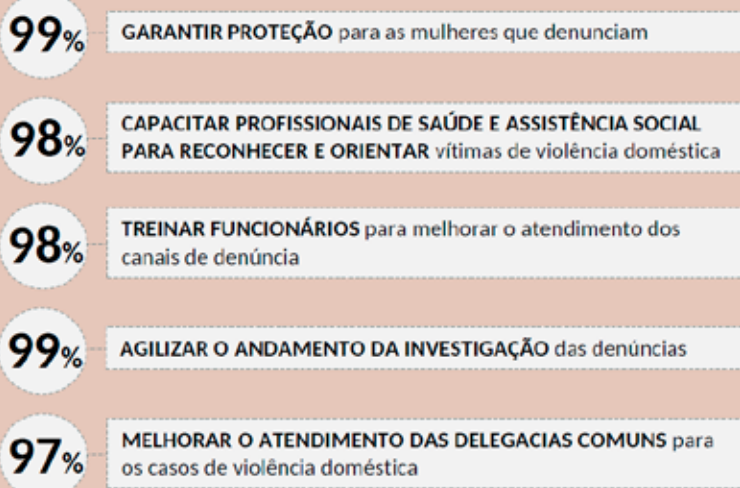 99%
GARANTIR PROTEÇÃO para as mulheres que denunciam
98%
CAPACITAR PROFISSIONAIS DE SAÚDE E ASSISTÊNCIA SOCIAL
PARA RECONHECER E ORIENTAR vítimas de violência doméstica
98%
TREINAR FUNCIONÁRIOS para melhorar o atendimento dos
canais de denúncia
99%
AGILIZAR O ANDAMENTO DA INVESTIGAÇÃO das denúncias
97%
MELHORAR O ATENDIMENTO DAS DELEGACIAS COMUNS para
os casos de violência doméstica